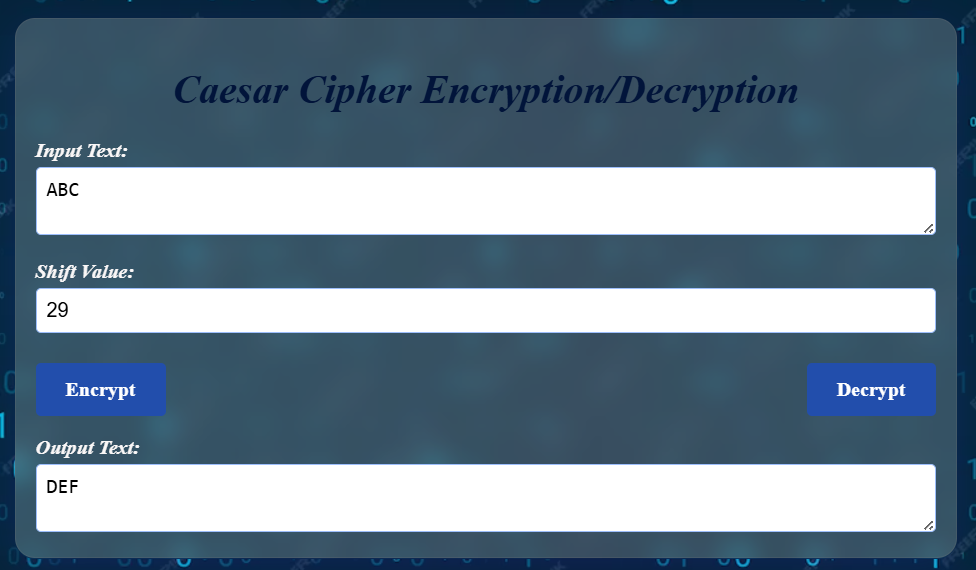 Caesar Cipher Encryption/Decryption
Input Text:
ABC
Shift Value:
29
Encrypt Decrypt
Output Text:
DEF